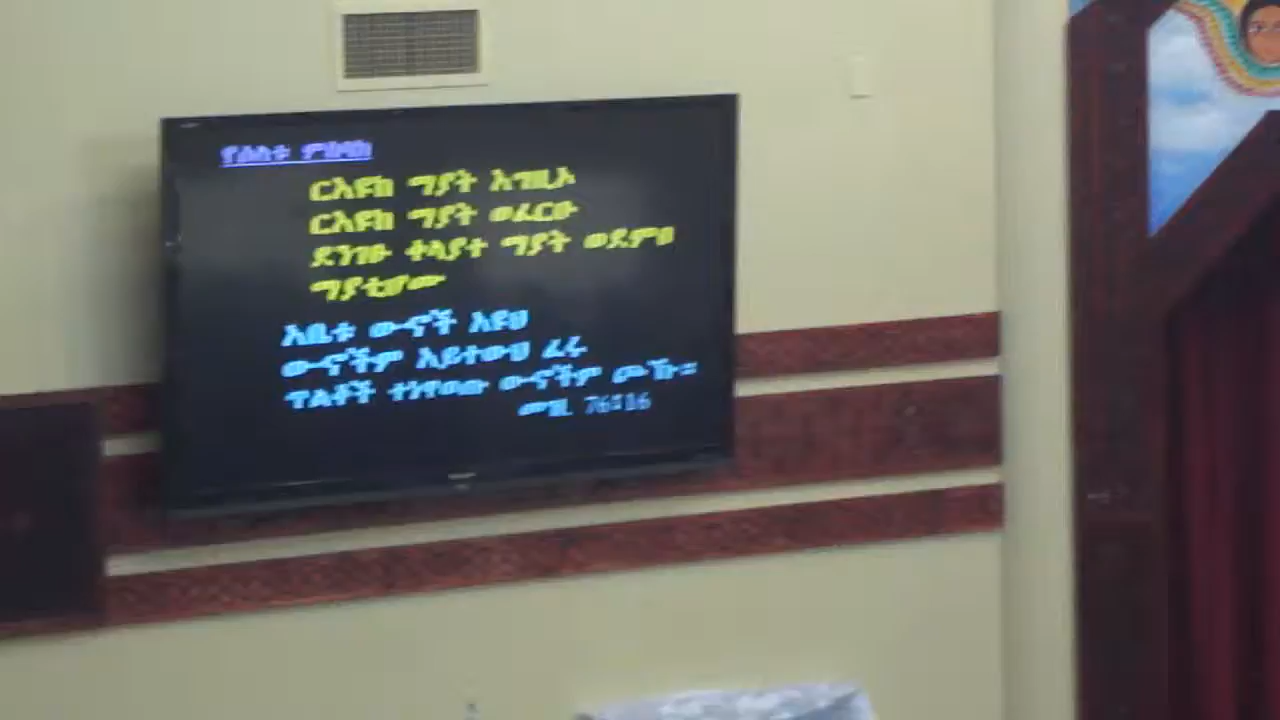 የዕለቱ ምስባክ
ርእዩከ ማያት እግዚኦ
ርእዩከ ማያት ወፈርሁ
ደንገፁ ቀላያተ ማያት ወደምፀ
ማያቲሆሙ
አቤቱ ውኆች አዩህ
ውኆችም አይተውህ ፈሩ
ጥልቆች ተነዋወጡ ውኆችም ጮኹ።
መዝ. 76፡16